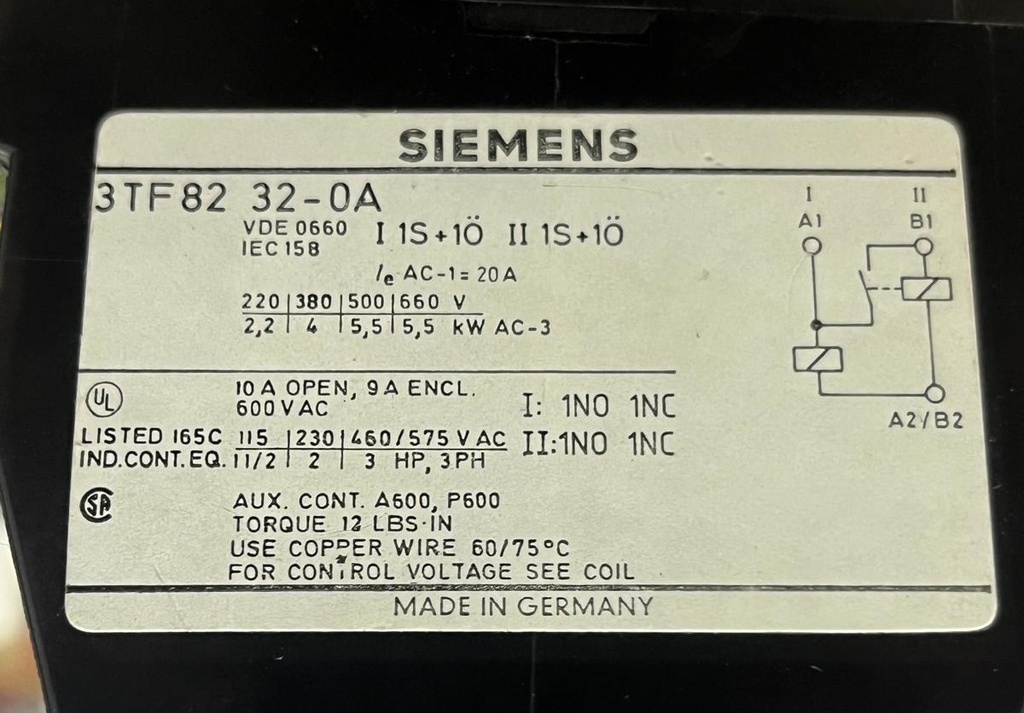 SIEMENS
3TF82 32-0A
VDE 0660
IEC 158
I 1S+1Ö II 1S+1Ö
Ie AC-1=20A
220 | 380 | 500 | 660 V
2,2 | 4 | 5,5 | 5,5 kW AC-3
UL
10 A OPEN, 9 A ENCL.
600 VAC
I: 1NO 1NC
LISTED 165C 115 | 230 | 460/575 V AC
II: 1NO 1NC
IND.CONT.EQ. 11/2 | 2 | 3 HP, 3PH
SA
AUX. CONT. A600, P600
TORQUE 12 LBS·IN
USE COPPER WIRE 60/75°C
FOR CONTROL VOLTAGE SEE COIL
MADE IN GERMANY
I II
A1 B1
A2/B2